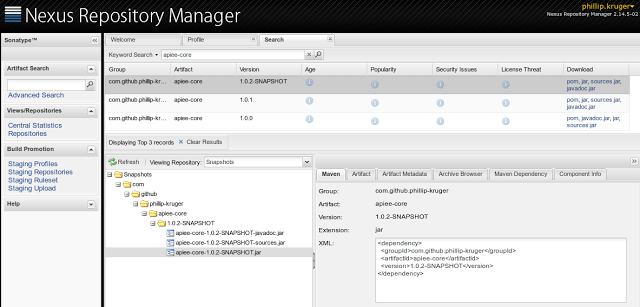 phillip.kruger
Nexus Repository Manager
Nexus Repository Manager 2.14.5-02
Sonatype™
Welcome
Profile
Search
Artifact Search
Advanced Search
Views/Repositories
Central Statistics
Repositories
Build Promotion
Staging Profiles
Staging Repositories
Staging Ruleset
Staging Upload
Help
Keyword Search apiee-core
Group Artifact Version Age Popularity Security Issues License Threat Download
com.github.phillip-kr... apiee-core 1.0.2-SNAPSHOT pom, jar, sources.jar,
javadoc.jar
com.github.phillip-kr... apiee-core 1.0.1 pom, jar, sources.jar,
javadoc.jar
com.github.phillip-kr... apiee-core 1.0.0 pom, javadoc.jar, jar,
sources.jar
Displaying Top 3 records Clear Results
Refresh Viewing Repository: Snapshots
Snapshots
com
github
phillip-kruger
apiee-core
1.0.2-SNAPSHOT
apiee-core-1.0.2-SNAPSHOT-javadoc.jar
apiee-core-1.0.2-SNAPSHOT-sources.jar
apiee-core-1.0.2-SNAPSHOT.jar
Maven Artifact Artifact Metadata Archive Browser Maven Dependency Component Info
Group: com.github.phillip-kruger
Artifact: apiee-core
Version: 1.0.2-SNAPSHOT
Extension: jar
XML: <dependency>
<groupId>com.github.phillip-kruger</groupId>
<artifactId>apiee-core</artifactId>
<version>1.0.2-SNAPSHOT</version>
</dependency>